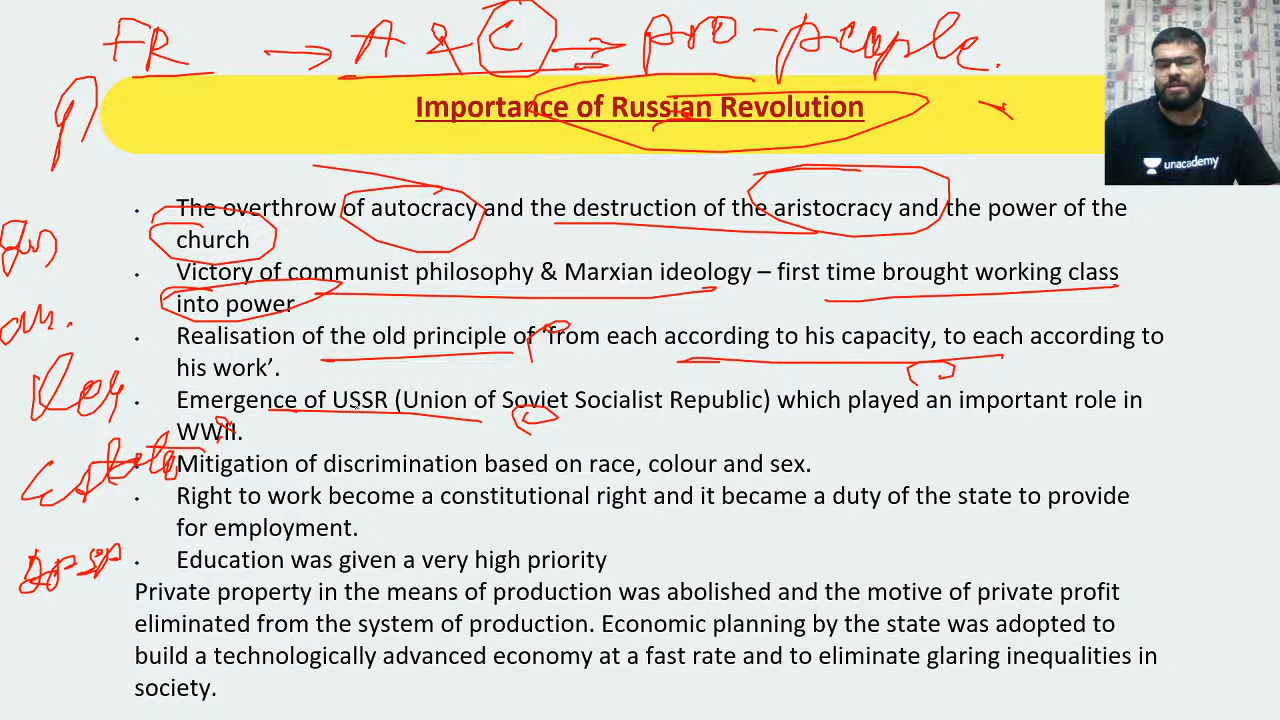 FR → A & C ⇒ pro-people.
Importance of Russian Revolution
unacademy
• The overthrow of autocracy and the destruction of the aristocracy and the power of the
church
• Victory of communist philosophy & Marxian ideology – first time brought working class
into power
• Realisation of the old principle of ‘from each according to his capacity, to each according to
his work’.
• Emergence of USSR (Union of Soviet Socialist Republic) which played an important role in
WWII.
• Mitigation of discrimination based on race, colour and sex.
• Right to work become a constitutional right and it became a duty of the state to provide
for employment.
• Education was given a very high priority
Private property in the means of production was abolished and the motive of private profit
eliminated from the system of production. Economic planning by the state was adopted to
build a technologically advanced economy at a fast rate and to eliminate glaring inequalities in
society.